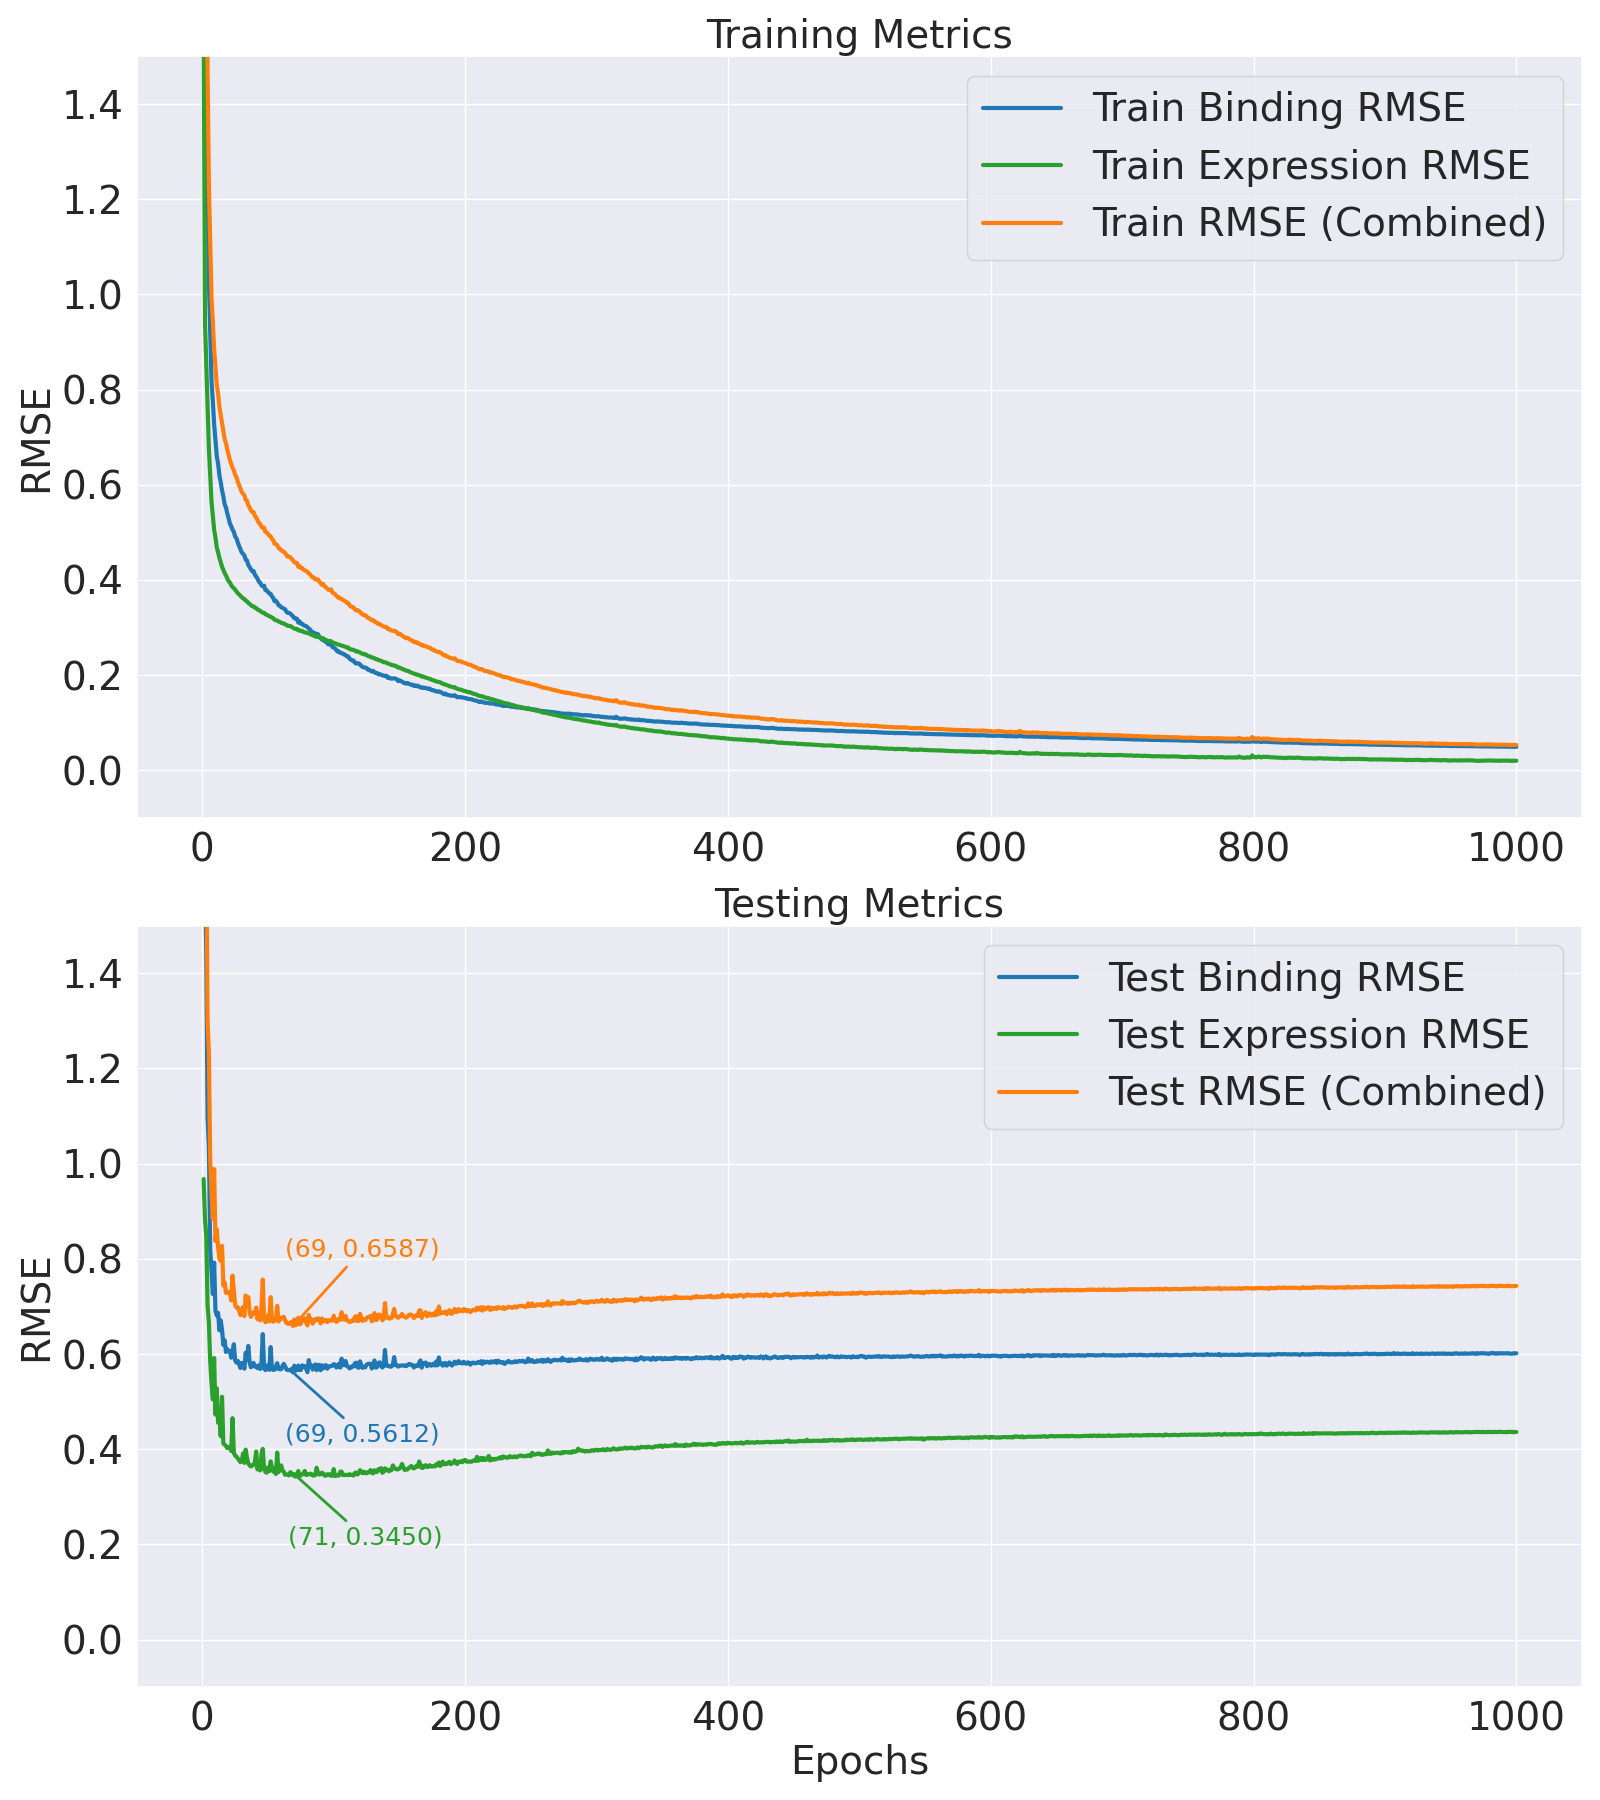 Training Metrics
1.4
1.2
1.0
0.8
0.6
0.4
0.2
0.0
RMSE
Train Binding RMSE
Train Expression RMSE
Train RMSE (Combined)
0 200 400 600 800 1000
Testing Metrics
1.4
1.2
1.0
0.8
0.6
0.4
0.2
0.0
RMSE
Test Binding RMSE
Test Expression RMSE
Test RMSE (Combined)
(69, 0.6587)
(69, 0.5612)
(71, 0.3450)
0 200 400 600 800 1000
Epochs